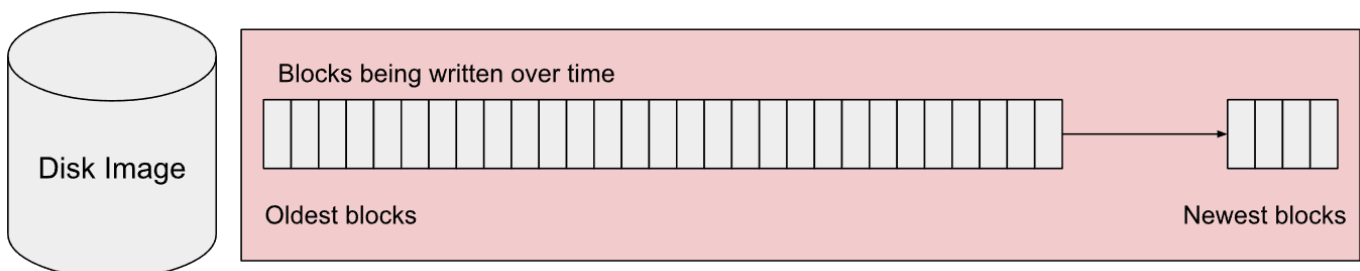 Disk Image
Blocks being written over time
Oldest blocks
Newest blocks